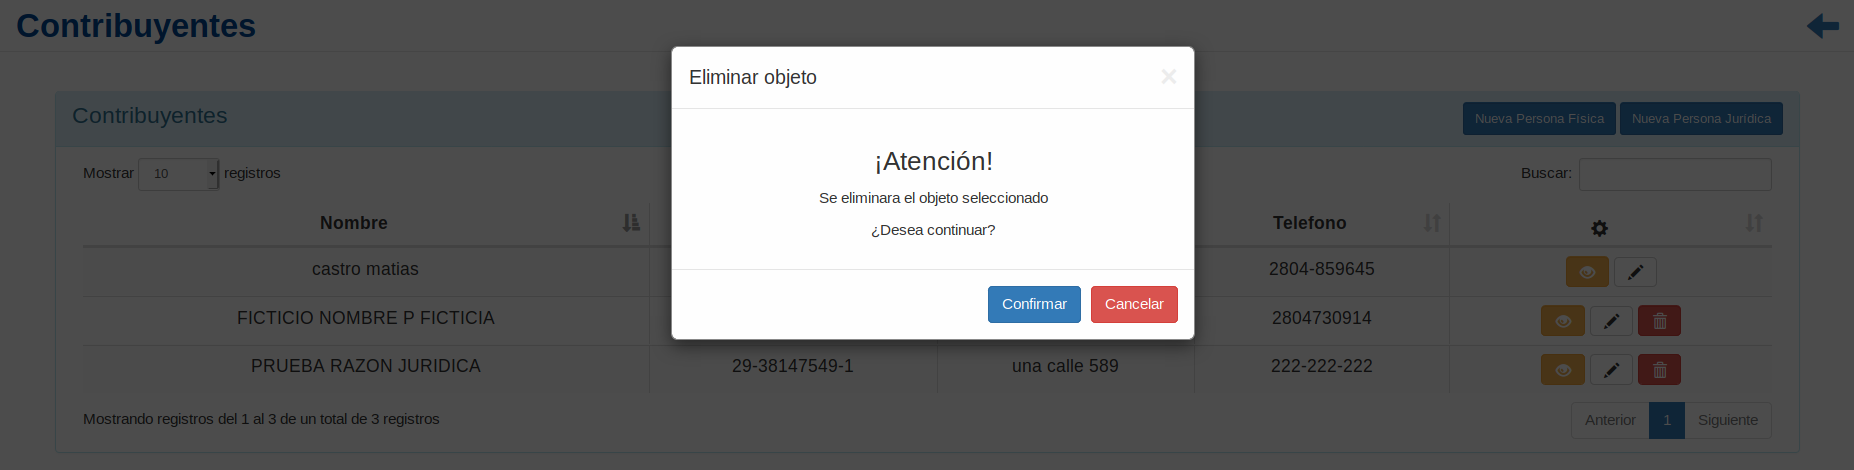 Contribuyentes
Eliminar objeto ×
Contribuyentes
Nueva Persona Física Nueva Persona Jurídica
¡Atención!
Mostrar 10 registros
Buscar:
Se eliminara el objeto seleccionado
¿Desea continuar?
Nombre Telefono
castro matias 2804-859645
Confirmar Cancelar
FICTICIO NOMBRE P FICTICIA 2804730914
PRUEBA RAZON JURIDICA 29-38147549-1 una calle 589 222-222-222
Mostrando registros del 1 al 3 de un total de 3 registros
Anterior 1 Siguiente